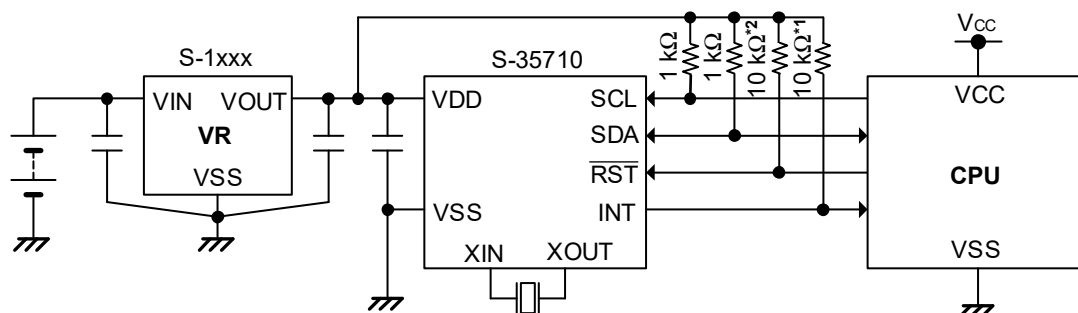 S-1xxx
VIN
VOUT
VR
VSS
S-35710
VDD
VSS
XIN
XOUT
SCL
SDA
RST
INT
1 kΩ
1 kΩ
10 kΩ*2
10 kΩ*1
VCC
VCC
CPU
VSS